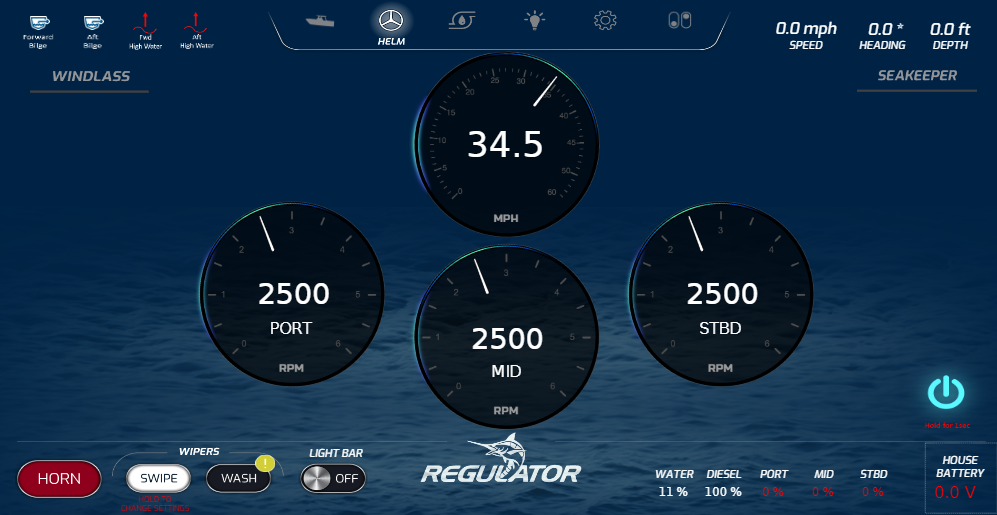 Forward
Bilge
Aft
Bilge
Fwd
High Water
Aft
High Water
HELM
0.0 mph
SPEED
0.0 *
HEADING
0.0 ft
DEPTH
WINDLASS
SEAKEEPER
0
5
10
15
20
25
30
35
40
45
50
60
34.5
MPH
0
1
2
3
4
5
6
2500
PORT
RPM
0
1
2
3
4
5
6
2500
MID
RPM
0
1
2
3
4
5
6
2500
STBD
RPM
Hold for 1sec
HORN
WIPERS
SWIPE
WASH
!
HOLD TO
CHANGE SETTINGS
LIGHT BAR
OFF
REGULATOR
WATER
11 %
DIESEL
100 %
PORT
0 %
MID
0 %
STBD
0 %
HOUSE
BATTERY
0.0 V